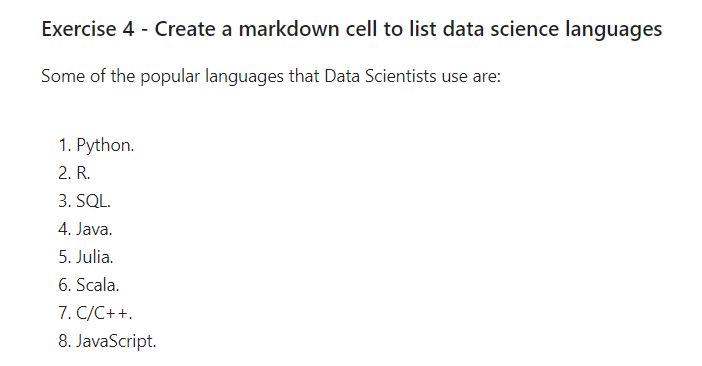 Exercise 4 - Create a markdown cell to list data science languages
Some of the popular languages that Data Scientists use are:
1. Python.
2. R.
3. SQL.
4. Java.
5. Julia.
6. Scala.
7. C/C++.
8. JavaScript.